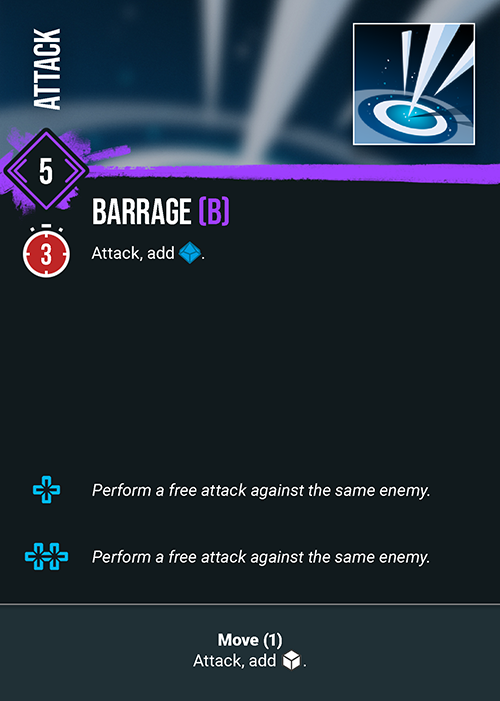 ATTACK
5
BARRAGE (B)
3
Attack, add .
Perform a free attack against the same enemy.
Perform a free attack against the same enemy.
Move (1)
Attack, add .